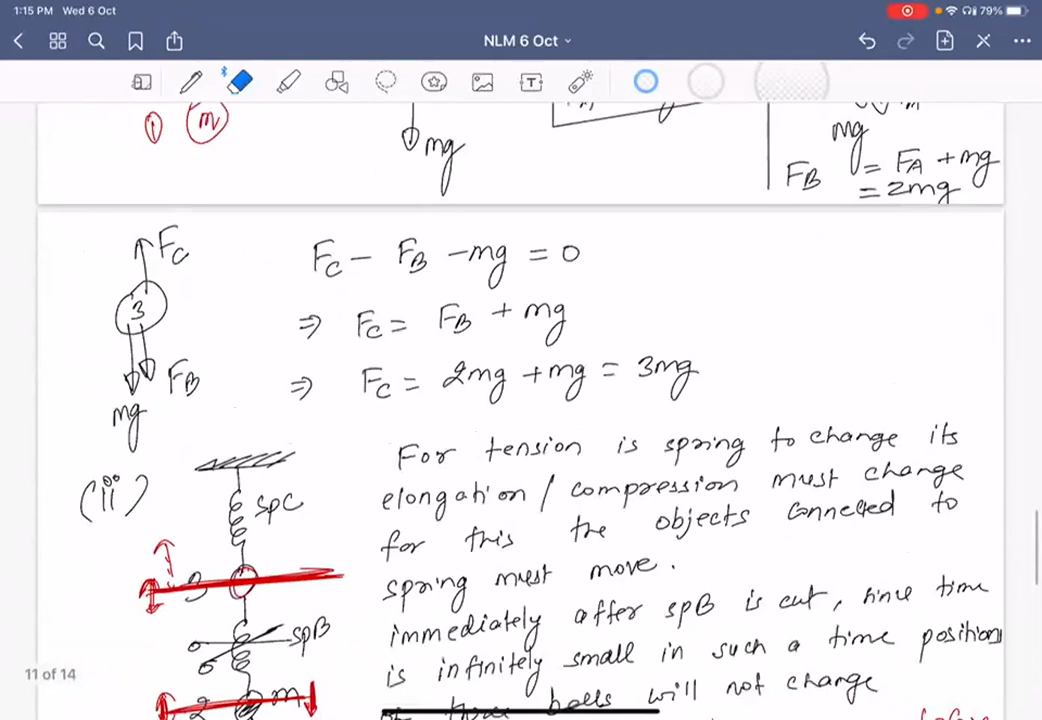 1:15 PM Wed 6 Oct
79%
NLM 6 Oct
1 m
mg
mg
FB = FA + mg
= 2mg
FC
3
FB
mg
FC - FB - mg = 0
⇒ FC = FB + mg
⇒ FC = 2mg + mg = 3mg
(ii)
spC
3
spB
2 m
For tension is spring to change its
elongation / compression must change
for this the objects connected to
spring must move.
immediately after spB is cut, since time
is infinitely small in such a time positions
of three balls will not change
11 of 14